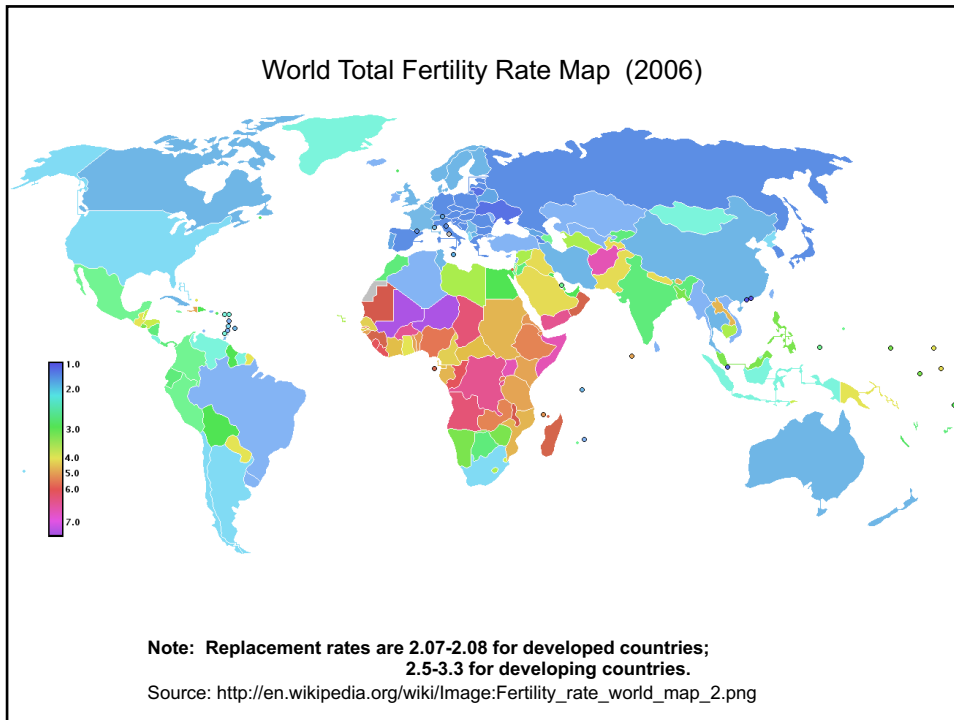 World Total Fertility Rate Map (2006)
1.0
2.0
3.0
4.0
5.0
6.0
7.0
Note: Replacement rates are 2.07-2.08 for developed countries;
2.5-3.3 for developing countries.
Source: http://en.wikipedia.org/wiki/Image:Fertility_rate_world_map_2.png